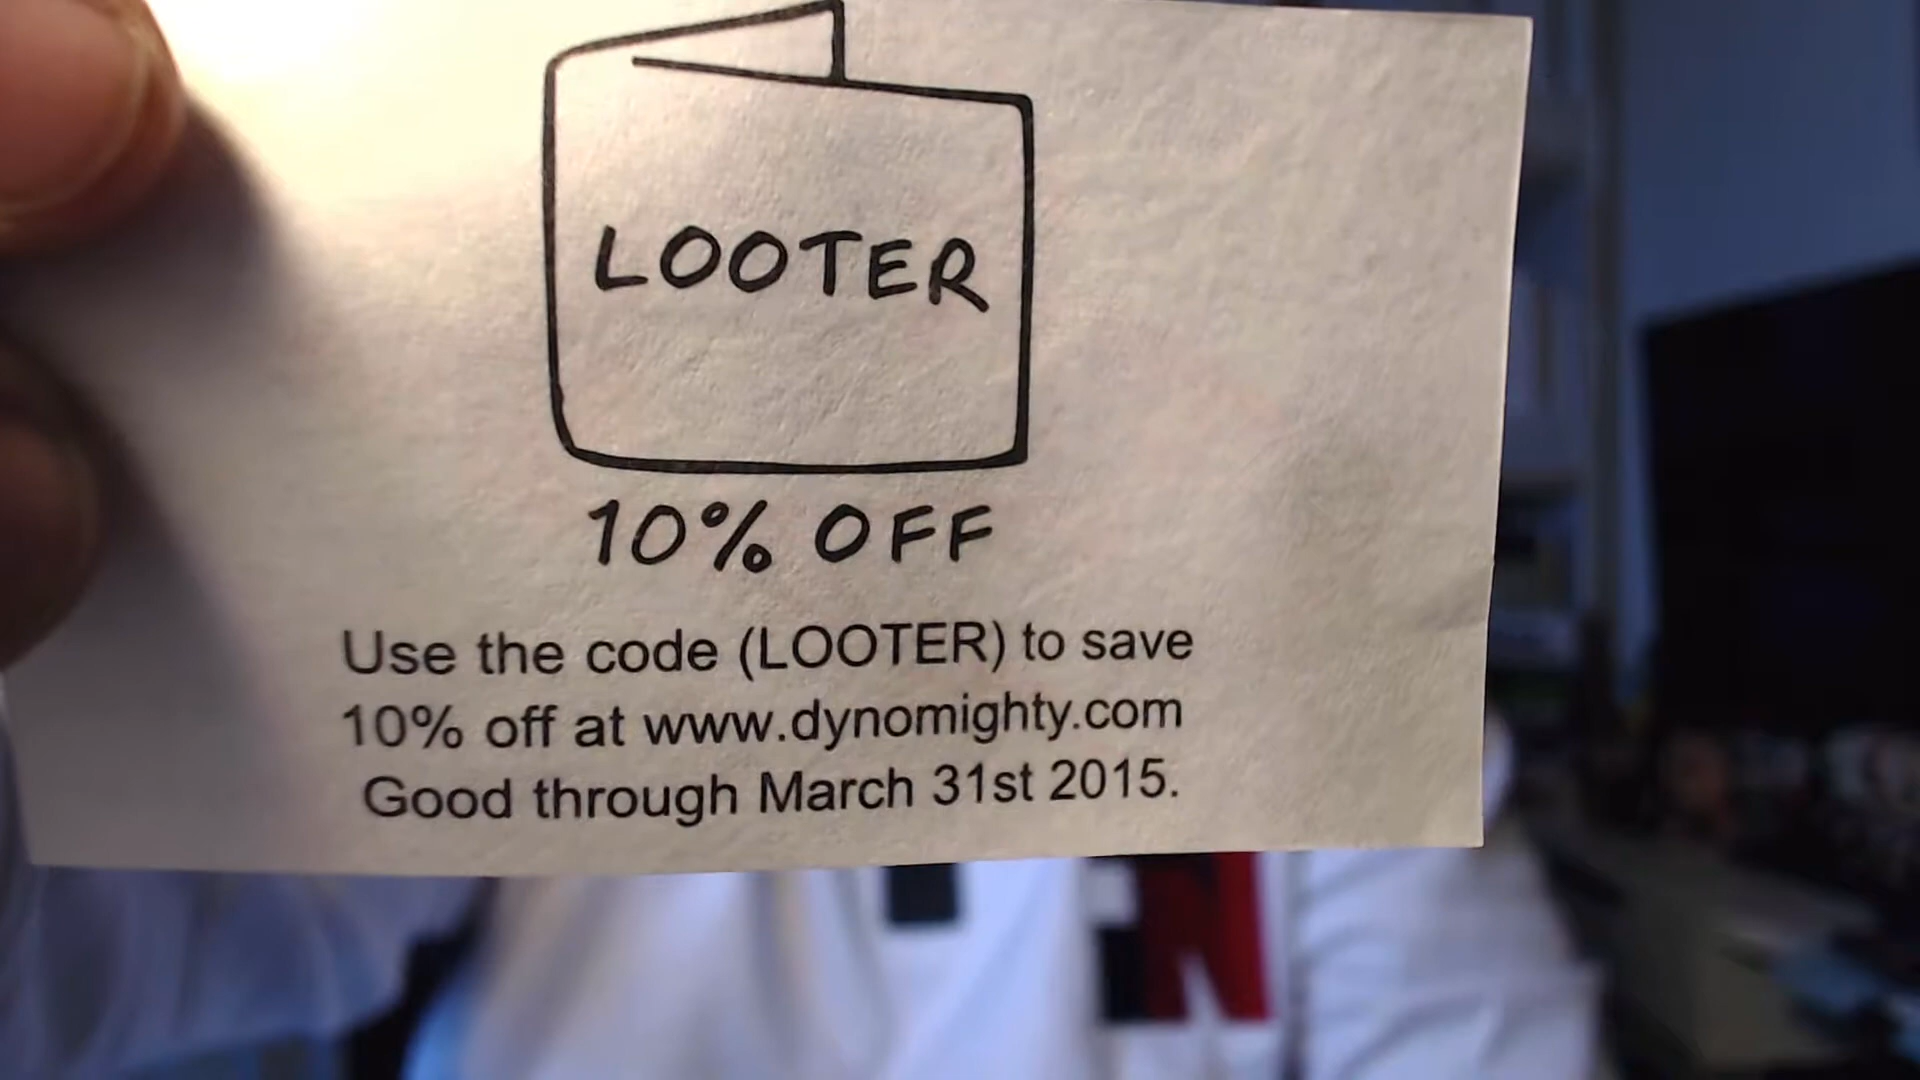 LOOTER
10% OFF
Use the code (LOOTER) to save
10% off at www.dynomighty.com
Good through March 31st 2015.